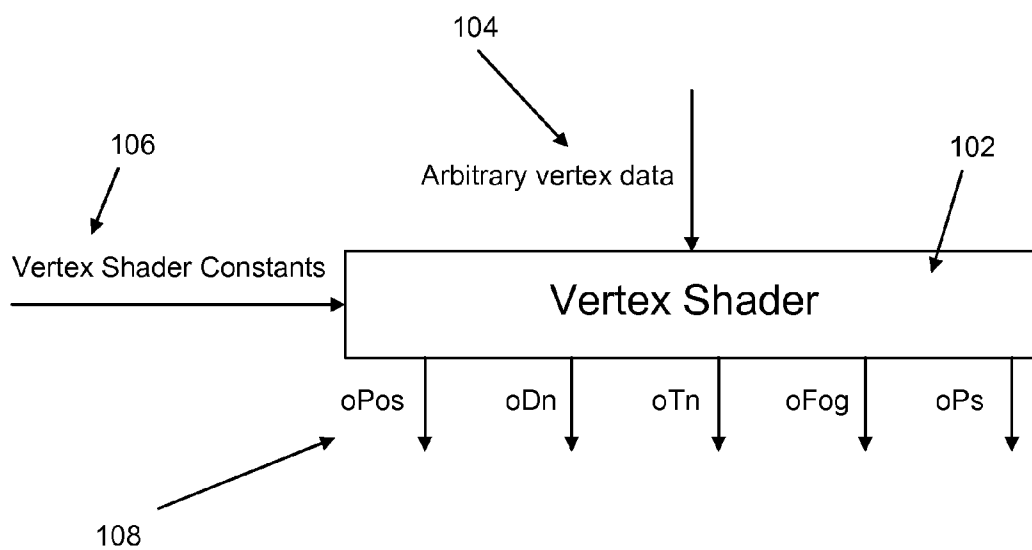 104
106
102
Arbitrary vertex data
Vertex Shader Constants
Vertex Shader
oPos oDn oTn oFog oPs
108